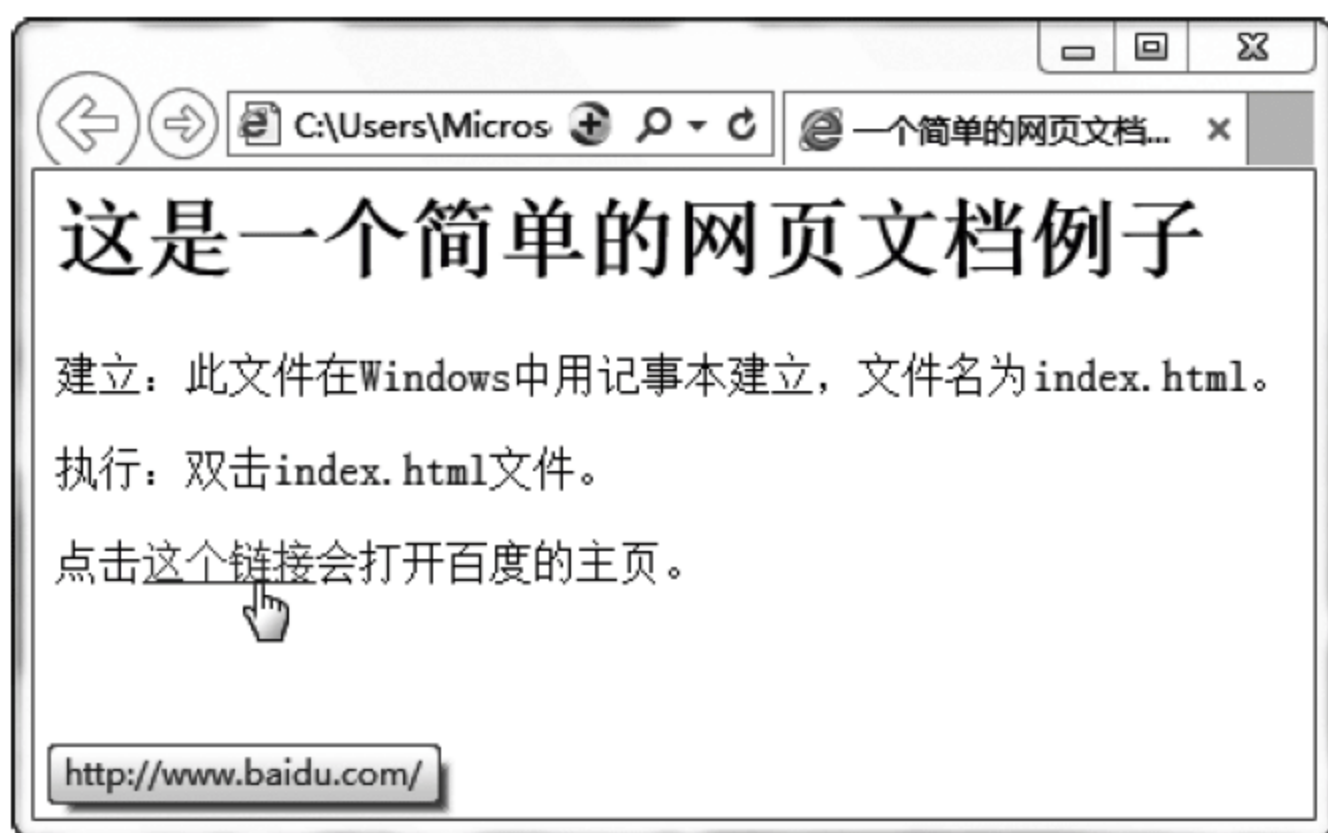 C:\Users\Micros
一个简单的网页文档...
这是一个简单的网页文档例子
建立：此文件在Windows中用记事本建立，文件名为index.html。
执行：双击index.html文件。
点击这个链接会打开百度的主页。
http://www.baidu.com/